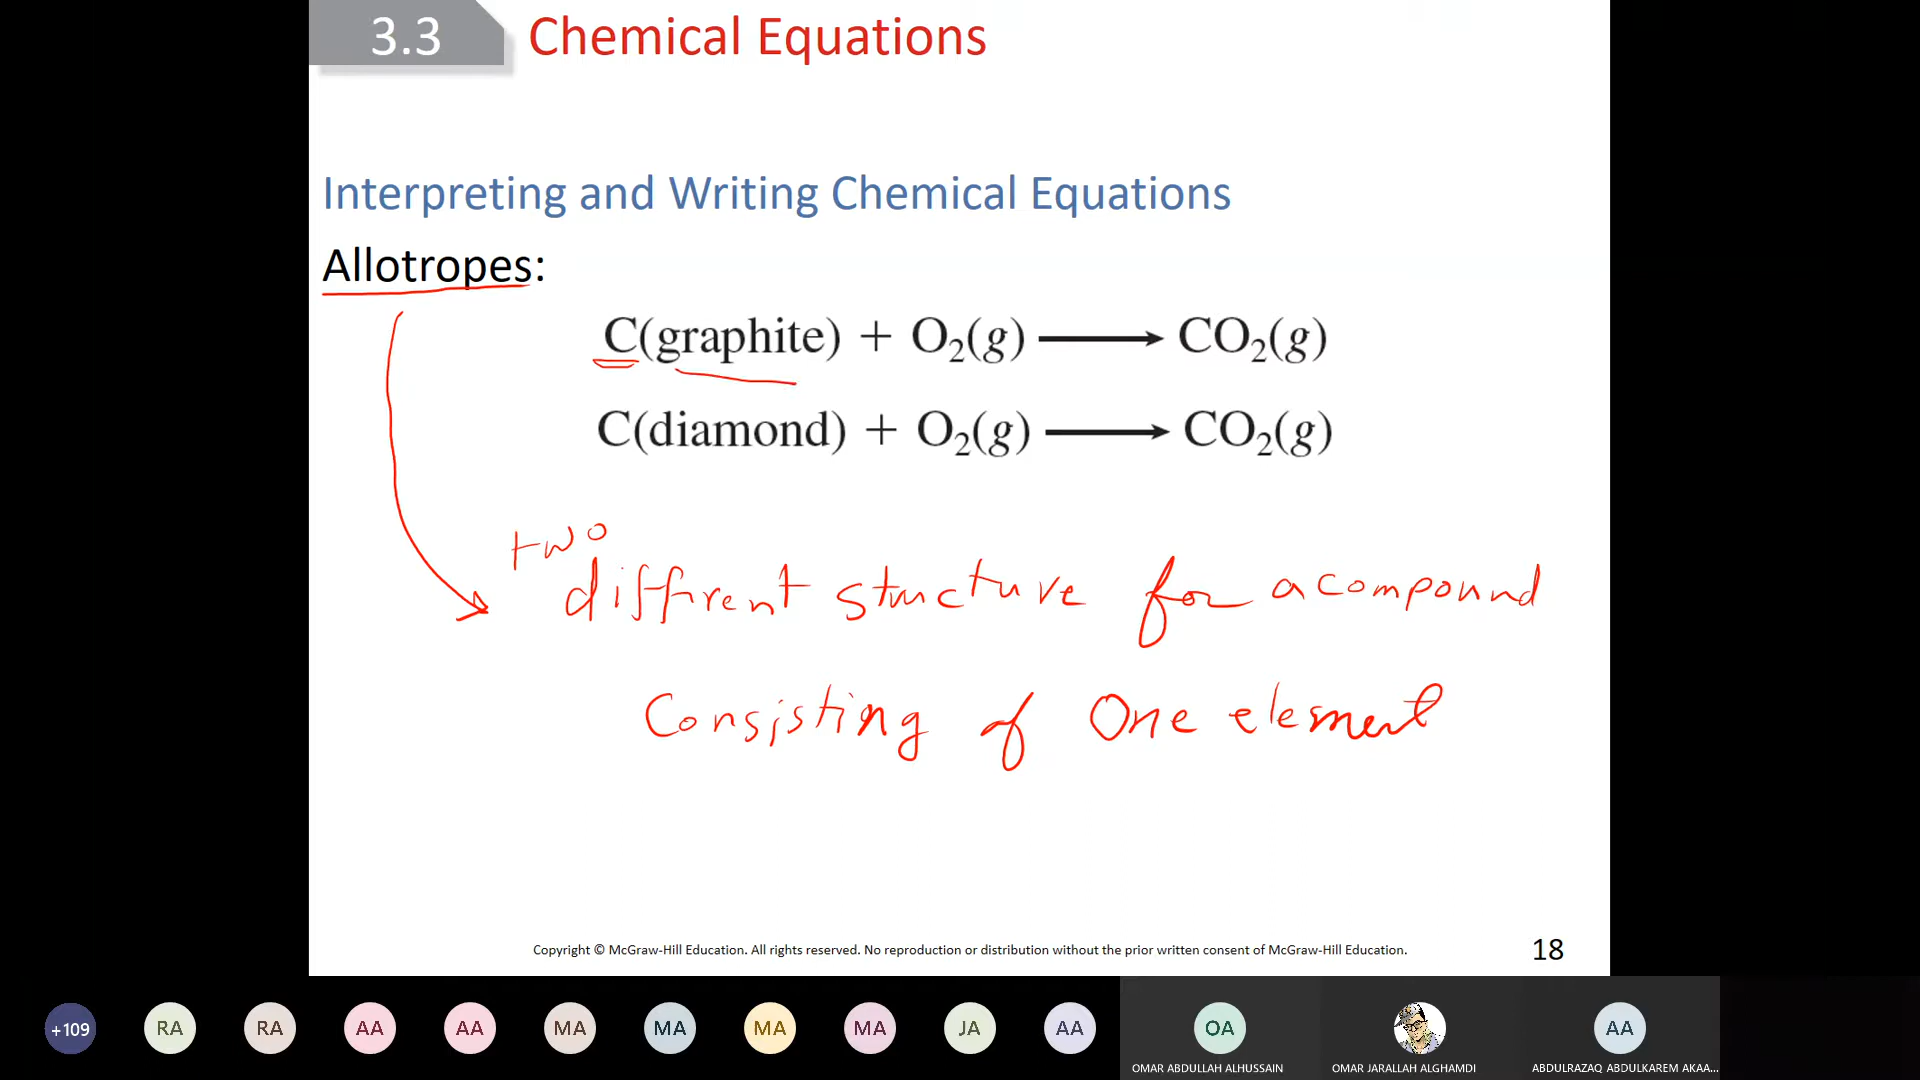 3.3 Chemical Equations
Interpreting and Writing Chemical Equations
Allotropes:
C(graphite) + O₂(g) ⟶ CO₂(g)
C(diamond) + O₂(g) ⟶ CO₂(g)
two
diffrent structure for a compound
Consisting of One element
Copyright © McGraw-Hill Education. All rights reserved. No reproduction or distribution without the prior written consent of McGraw-Hill Education.
18
+109 RA RA AA AA MA MA MA MA JA AA OA AA
OMAR ABDULLAH ALHUSSAIN OMAR JARALLAH ALGHAMDI ABDULRAZAQ ABDULKAREM AKAA...